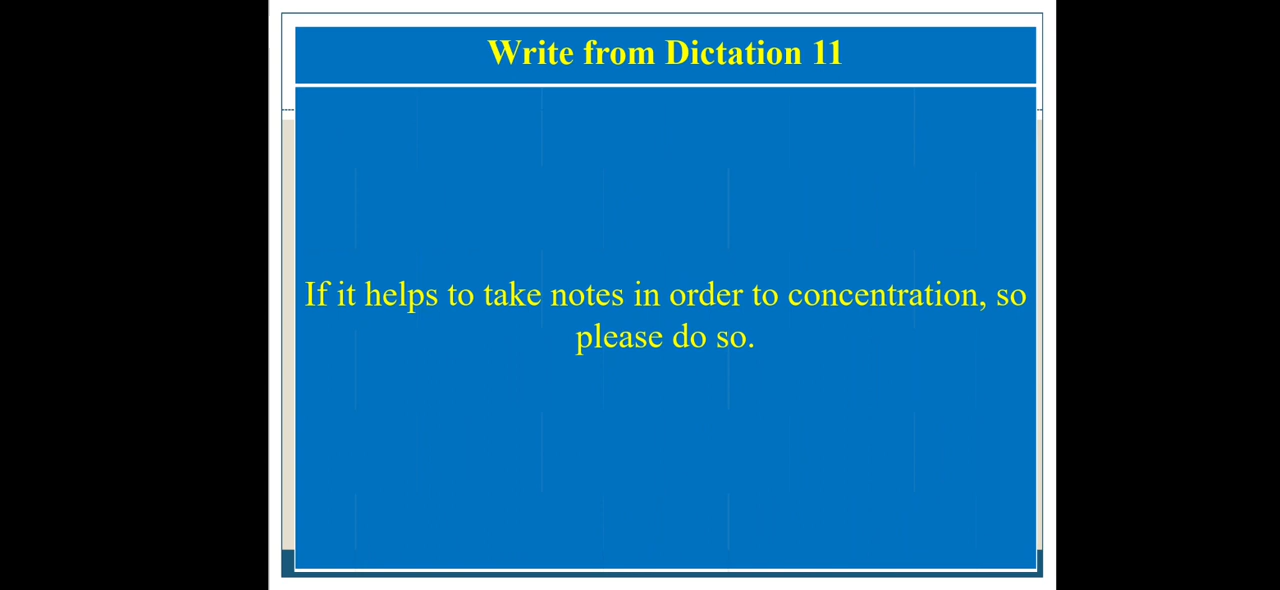 Write from Dictation 11
If it helps to take notes in order to concentration, so
please do so.